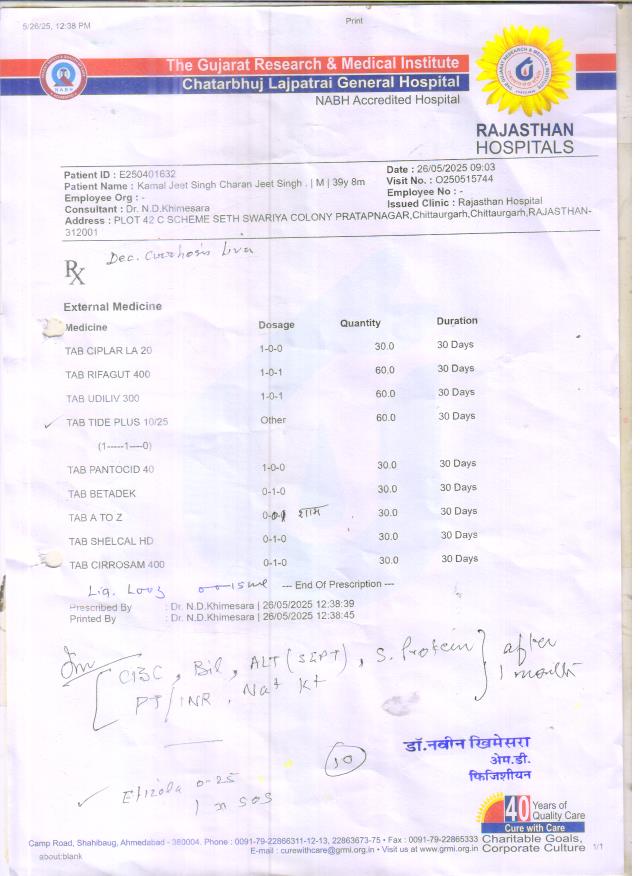 5/26/25, 12:38 PM
Print
The Gujarat Research & Medical Institute
Chatarbhuj Lajpatrai General Hospital
NABH Accredited Hospital
NABH
RAJASTHAN
HOSPITALS
Patient ID : E250401632
Patient Name : Kamal Jeet Singh Charan Jeet Singh . | M | 39y 8m
Employee Org : -
Consultant : Dr. N.D.Khimesara
Address : PLOT 42 C SCHEME SETH SWARIYA COLONY PRATAPNAGAR,Chittaurgarh,Chittaurgarh,RAJASTHAN-
312001
Date : 26/05/2025 09:03
Visit No. : O250515744
Employee No : -
Issued Clinic : Rajasthan Hospital
Rx
Dec. Cirrhosis Liver
External Medicine
Medicine Dosage Quantity Duration
TAB CIPLAR LA 20 1-0-0 30.0 30 Days
TAB RIFAGUT 400 1-0-1 60.0 30 Days
TAB UDILIV 300 1-0-1 60.0 30 Days
TAB TIDE PLUS 10/25 Other 60.0 30 Days
(1-----1----0)
TAB PANTOCID 40 1-0-0 30.0 30 Days
TAB BETADEK 0-1-0 30.0 30 Days
TAB A TO Z शाम 30.0 30 Days
TAB SHELCAL HD 0-1-0 30.0 30 Days
TAB CIRROSAM 400 0-1-0 30.0 30 Days
Liq. Looz 0-0-15ml --- End Of Prescription ---
Prescribed By : Dr. N.D.Khimesara | 26/05/2025 12:38:39
Printed By : Dr. N.D.Khimesara | 26/05/2025 12:38:45
CBC, Bil, ALT (SGPT), S. Protein
PT/INR, Na+ K+
after
1 month
10
डॉ.नवीन खिमेसरा
एम.डी.
फिजिशीयन
Etizola 0.25
1 SOS
40 Years of
Quality Care
Cure with Care
Charitable Goals,
Corporate Culture
Camp Road, Shahibaug, Ahmedabad - 380004. Phone : 0091-79-22866311-12-13, 22863673-75 • Fax : 0091-79-22865333
E-mail : curewithcare@grmi.org.in • Visit us at www.grmi.org.in
about:blank
1/1